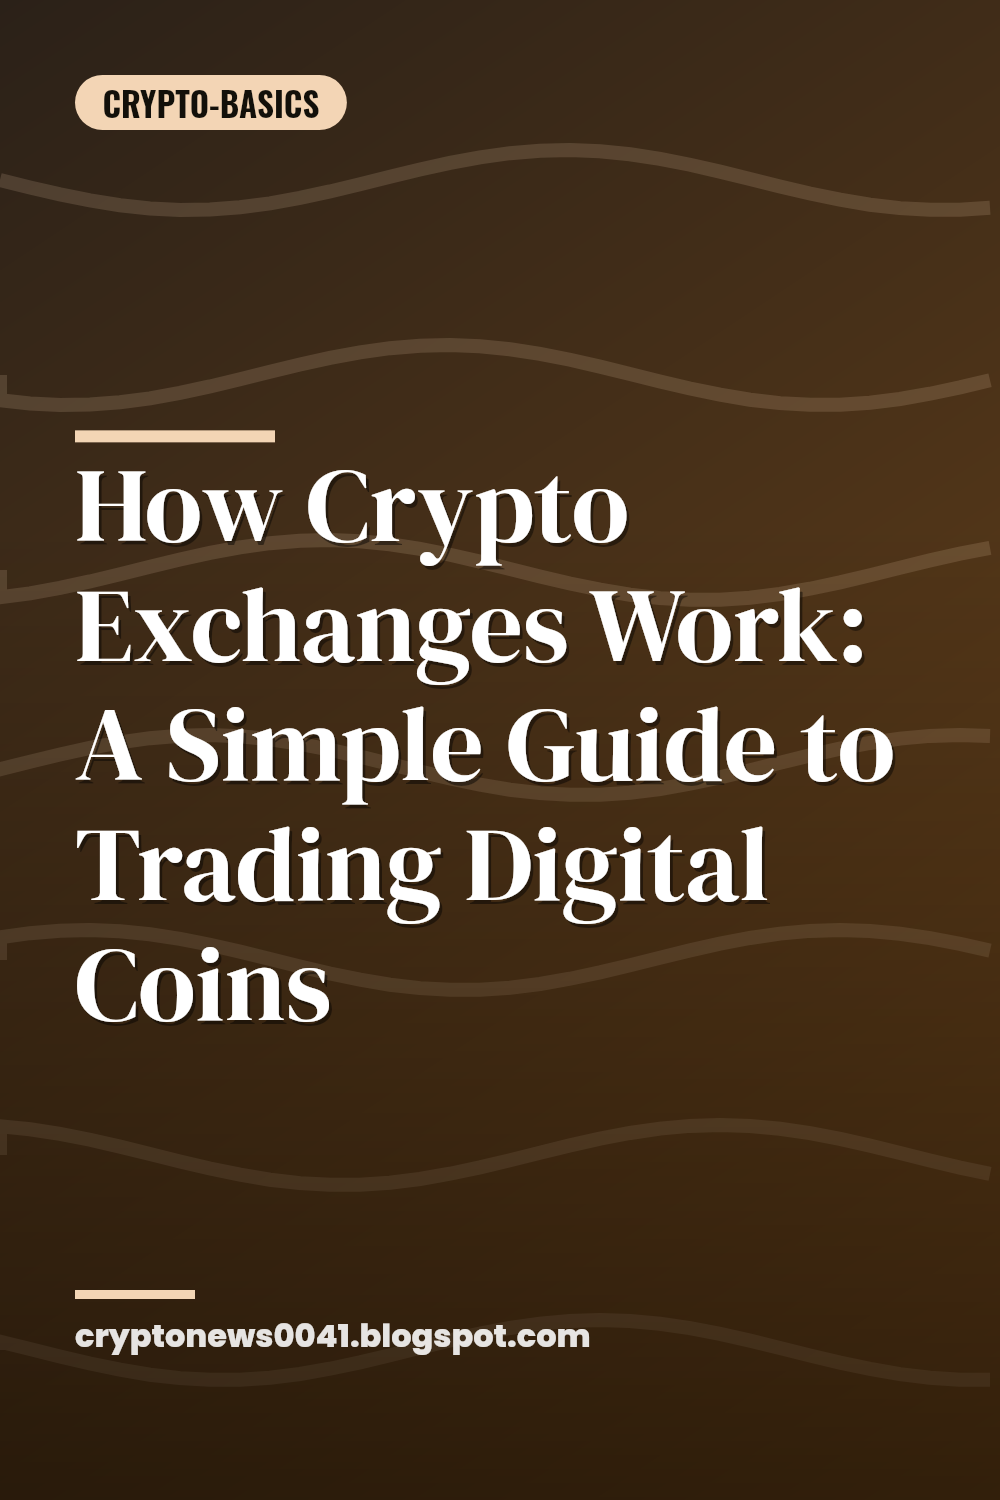 CRYPTO-BASICS
How Crypto
Exchanges Work:
A Simple Guide to
Trading Digital
Coins
cryptonews0041.blogspot.com